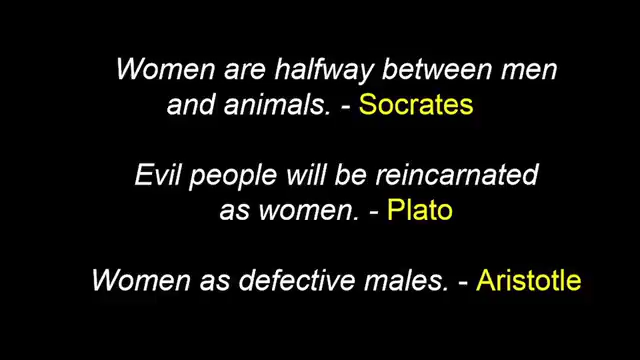 Women are halfway between men
and animals. - Socrates
Evil people will be reincarnated
as women. - Plato
Women as defective males. - Aristotle